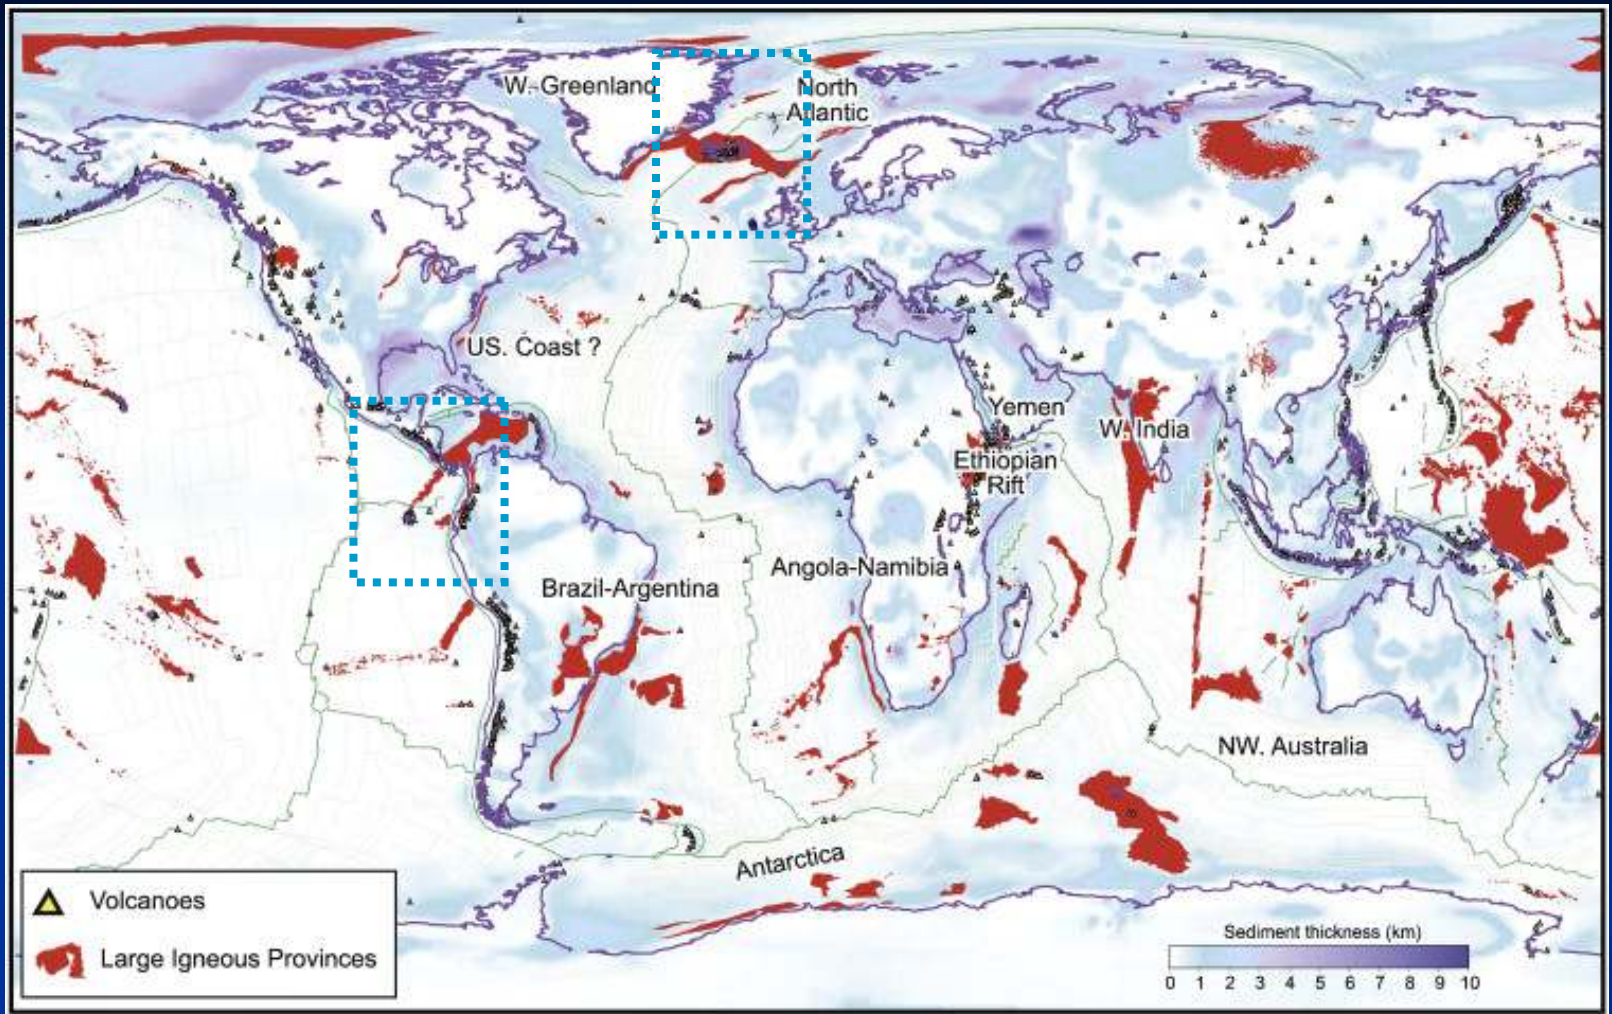 W. Greenland
North
Atlantic
US. Coast ?
Yemen
W. India
Ethiopian
Rift
Angola-Namibia
Brazil-Argentina
NW. Australia
Antarctica
Volcanoes
Large Igneous Provinces
Sediment thickness (km)
0 1 2 3 4 5 6 7 8 9 10